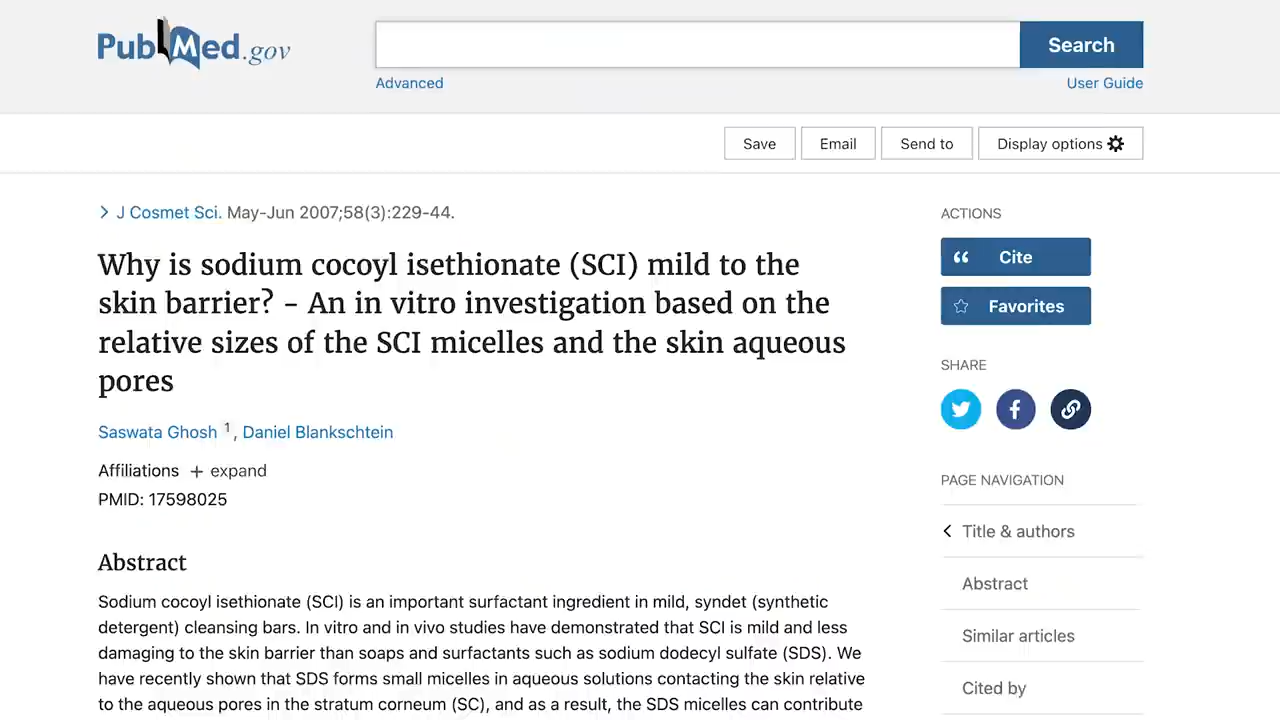 PubMed.gov
Search
Advanced
User Guide
Save
Email
Send to
Display options
J Cosmet Sci. May-Jun 2007;58(3):229-44.
Why is sodium cocoyl isethionate (SCI) mild to the
skin barrier? - An in vitro investigation based on the
relative sizes of the SCI micelles and the skin aqueous
pores
Saswata Ghosh 1, Daniel Blankschtein
Affiliations + expand
PMID: 17598025
Abstract
Sodium cocoyl isethionate (SCI) is an important surfactant ingredient in mild, syndet (synthetic
detergent) cleansing bars. In vitro and in vivo studies have demonstrated that SCI is mild and less
damaging to the skin barrier than soaps and surfactants such as sodium dodecyl sulfate (SDS). We
have recently shown that SDS forms small micelles in aqueous solutions contacting the skin relative
to the aqueous pores in the stratum corneum (SC), and as a result, the SDS micelles can contribute
ACTIONS
Cite
Favorites
SHARE
PAGE NAVIGATION
Title & authors
Abstract
Similar articles
Cited by